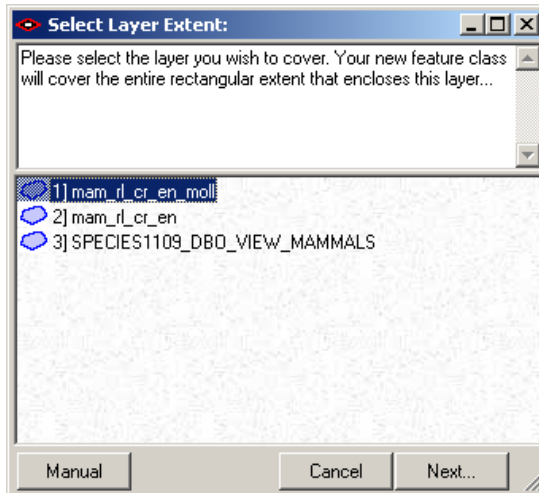 Select Layer Extent:
Please select the layer you wish to cover. Your new feature class
will cover the entire rectangular extent that encloses this layer...
1] mam_rl_cr_en_moll
2] mam_rl_cr_en
3] SPECIES1109_DBO_VIEW_MAMMALS
Manual Cancel Next...